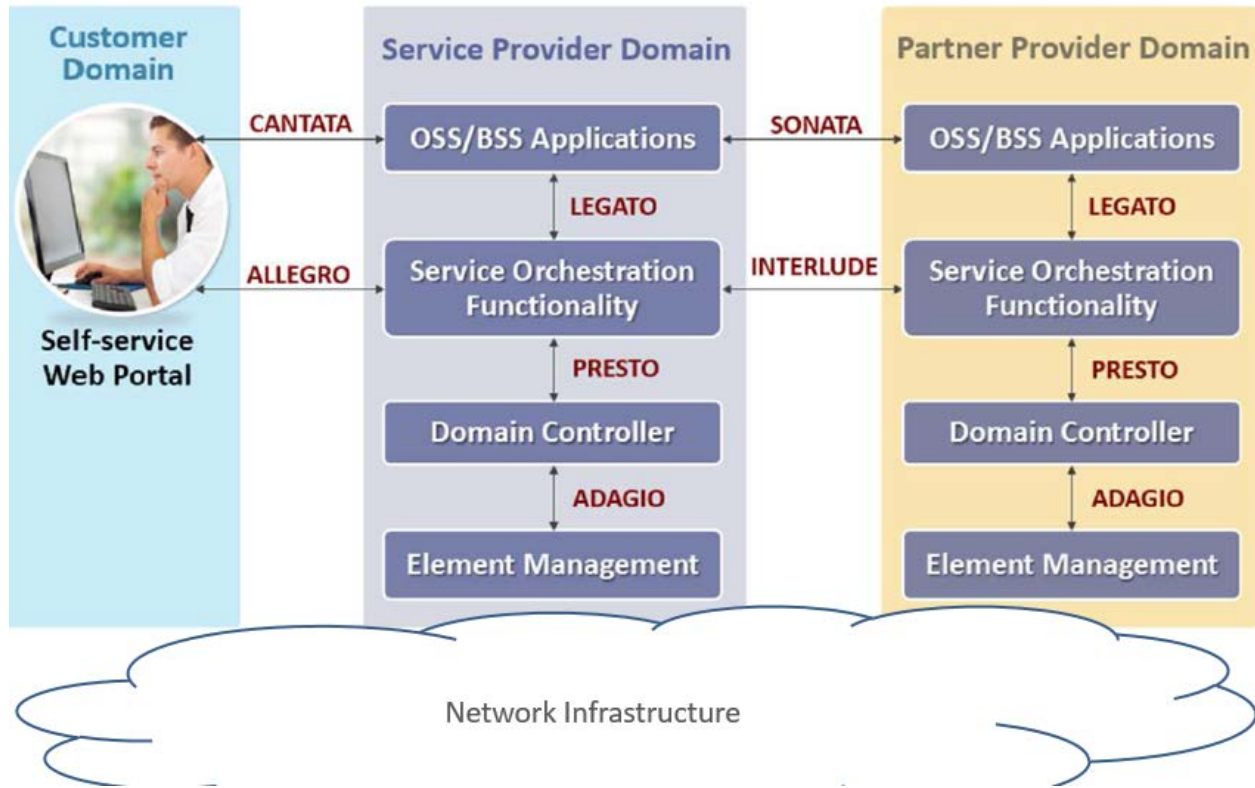 Customer
Domain
Service Provider Domain
Partner Provider Domain
CANTATA
OSS/BSS Applications
SONATA
OSS/BSS Applications
LEGATO
LEGATO
ALLEGRO
Service Orchestration
Functionality
INTERLUDE
Service Orchestration
Functionality
Self-service
Web Portal
PRESTO
PRESTO
Domain Controller
Domain Controller
ADAGIO
ADAGIO
Element Management
Element Management
Network Infrastructure